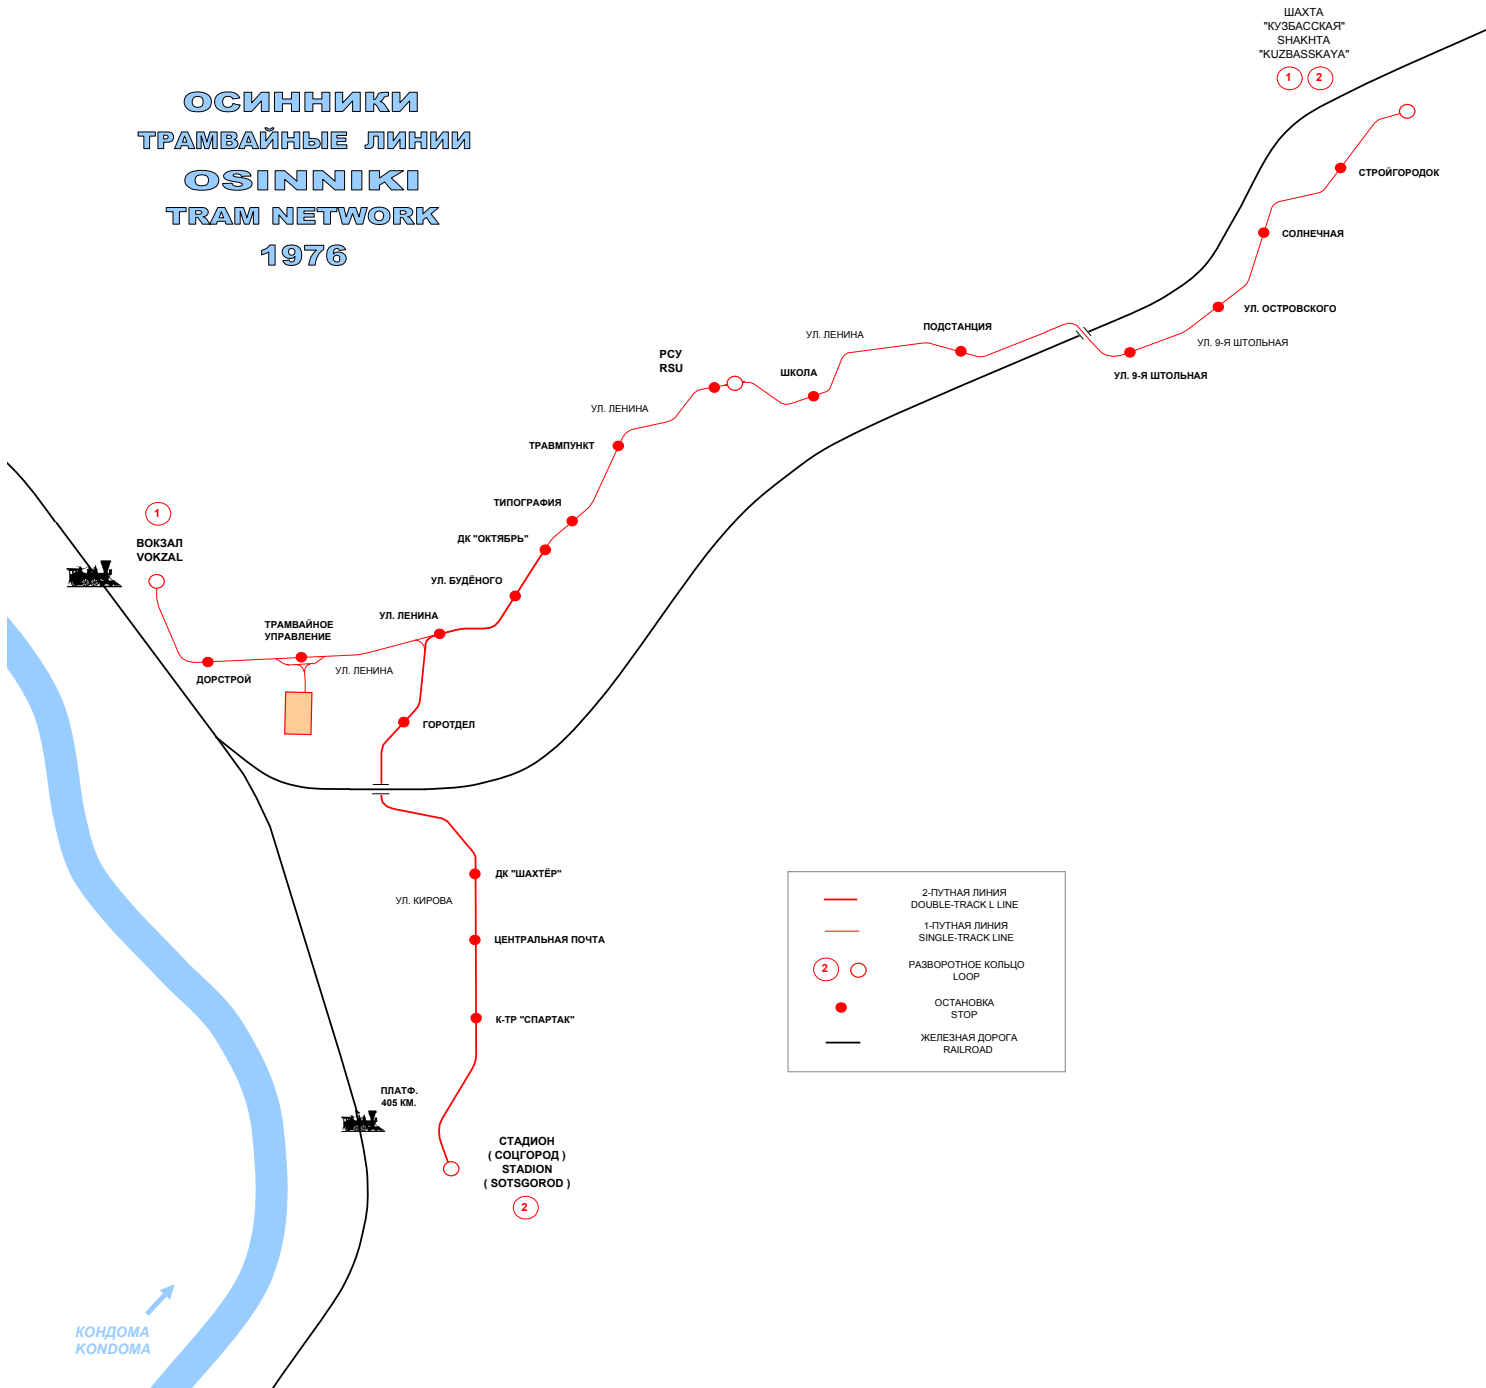 ШАХТА
"КУЗБАССКАЯ"
SHAKHTA
"KUZBASSKAYA"
1 2
ОСИННИКИ
ТРАМВАЙНЫЕ ЛИНИИ
OSINNIKI
TRAM NETWORK
1976
СТРОЙГОРОДОК
СОЛНЕЧНАЯ
УЛ. ОСТРОВСКОГО
УЛ. 9-Я ШТОЛЬНАЯ
УЛ. 9-Я ШТОЛЬНАЯ
ПОДСТАНЦИЯ
УЛ. ЛЕНИНА
ШКОЛА
РСУ
RSU
УЛ. ЛЕНИНА
ТРАВМПУНКТ
ТИПОГРАФИЯ
ДК "ОКТЯБРЬ"
УЛ. БУДЁНОГО
УЛ. ЛЕНИНА
1
ВОКЗАЛ
VOKZAL
ТРАМВАЙНОЕ
УПРАВЛЕНИЕ
УЛ. ЛЕНИНА
ДОРСТРОЙ
ГОРОТДЕЛ
ДК "ШАХТЁР"
УЛ. КИРОВА
ЦЕНТРАЛЬНАЯ ПОЧТА
К-ТР "СПАРТАК"
ПЛАТФ.
405 КМ.
СТАДИОН
( СОЦГОРОД )
STADION
( SOTSGOROD )
2
2-ПУТНАЯ ЛИНИЯ
DOUBLE-TRACK L LINE
1-ПУТНАЯ ЛИНИЯ
SINGLE-TRACK LINE
2
РАЗВОРОТНОЕ КОЛЬЦО
LOOP
ОСТАНОВКА
STOP
ЖЕЛЕЗНАЯ ДОРОГА
RAILROAD
КОНДОМА
KONDOMA